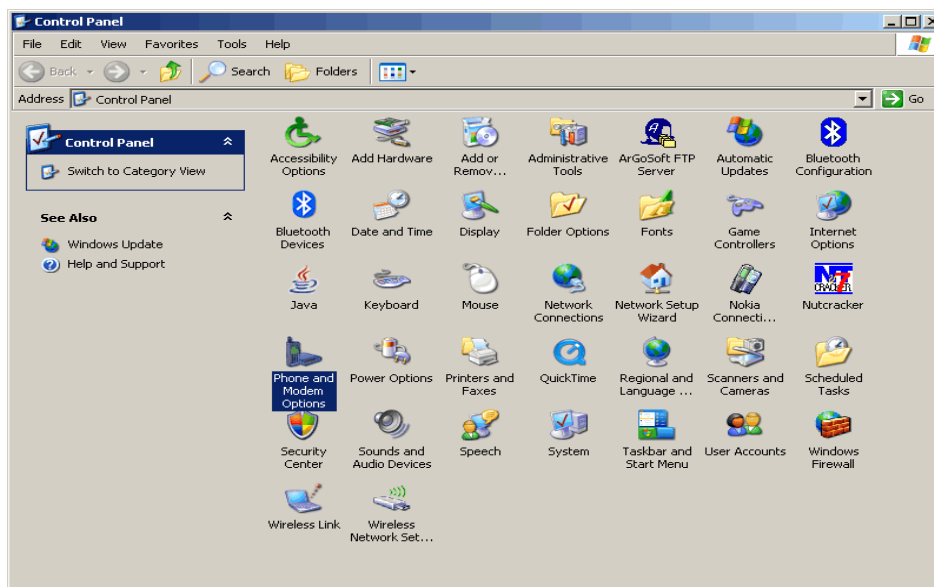 Control Panel
File Edit View Favorites Tools Help
Back Search Folders
Address Control Panel Go
Control Panel
Switch to Category View
See Also
Windows Update
Help and Support
Accessibility Options
Add Hardware
Add or Remov...
Administrative Tools
ArGoSoft FTP Server
Automatic Updates
Bluetooth Configuration
Bluetooth Devices
Date and Time
Display
Folder Options
Fonts
Game Controllers
Internet Options
Java
Keyboard
Mouse
Network Connections
Network Setup Wizard
Nokia Connecti...
Nutcracker
Phone and Modem Options
Power Options
Printers and Faxes
QuickTime
Regional and Language ...
Scanners and Cameras
Scheduled Tasks
Security Center
Sounds and Audio Devices
Speech
System
Taskbar and Start Menu
User Accounts
Windows Firewall
Wireless Link
Wireless Network Set...